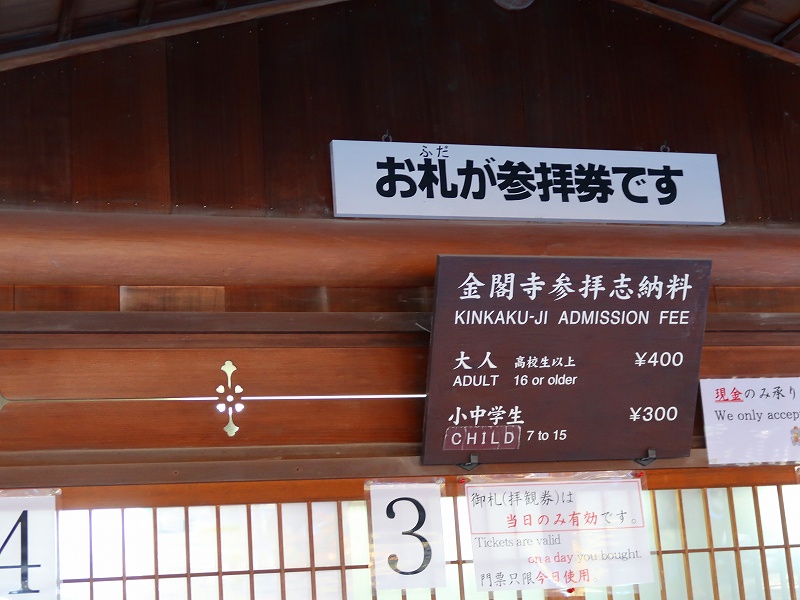 ふだ
お札が参拝券です
金閣寺参拝志納料
KINKAKU-JI ADMISSION FEE
大人 高校生以上 ¥400
ADULT 16 or older
小中学生 ¥300
CHILD 7 to 15
現金のみ承り
We only accep
4
3
御札(拝観券)は
当日のみ有効です。
Tickets are valid
on a day you bought.
門票只限今日使用